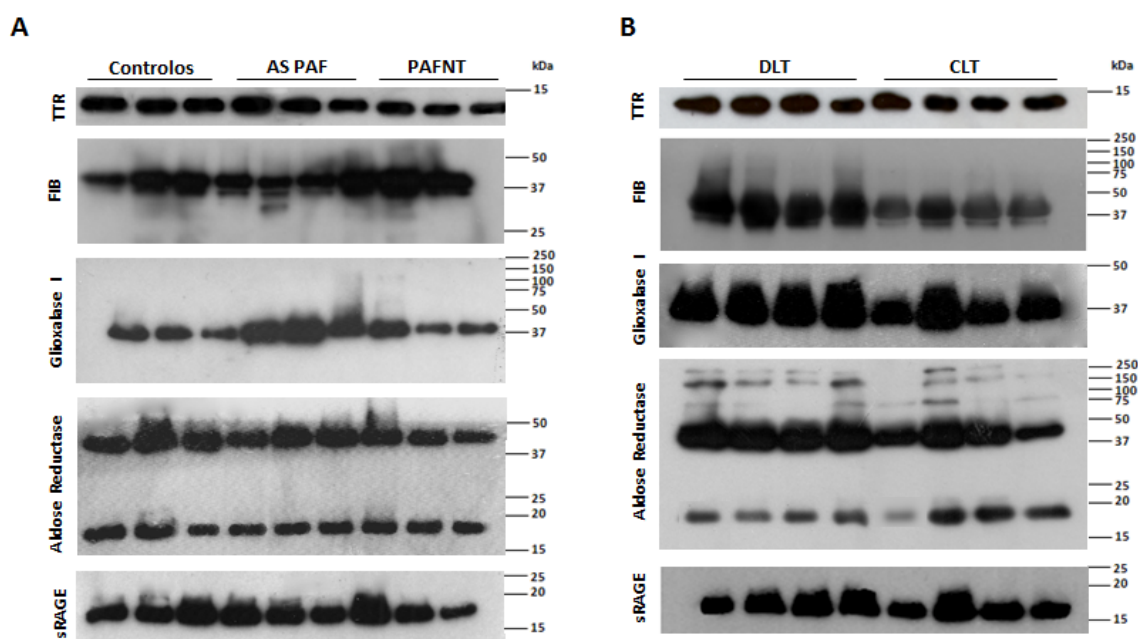 A
Controlos AS PAF PAFNT kDa
TTR
15
FIB
50
37
25
Glioxalase I
250
150
100
75
50
37
Aldose Reductase
50
37
25
20
15
sRAGE
25
20
15
B
DLT CLT kDa
TTR
15
FIB
250
150
100
75
50
37
Glioxalase I
50
37
Aldose Reductase
250
150
100
75
50
37
25
20
15
sRAGE
25
20
15